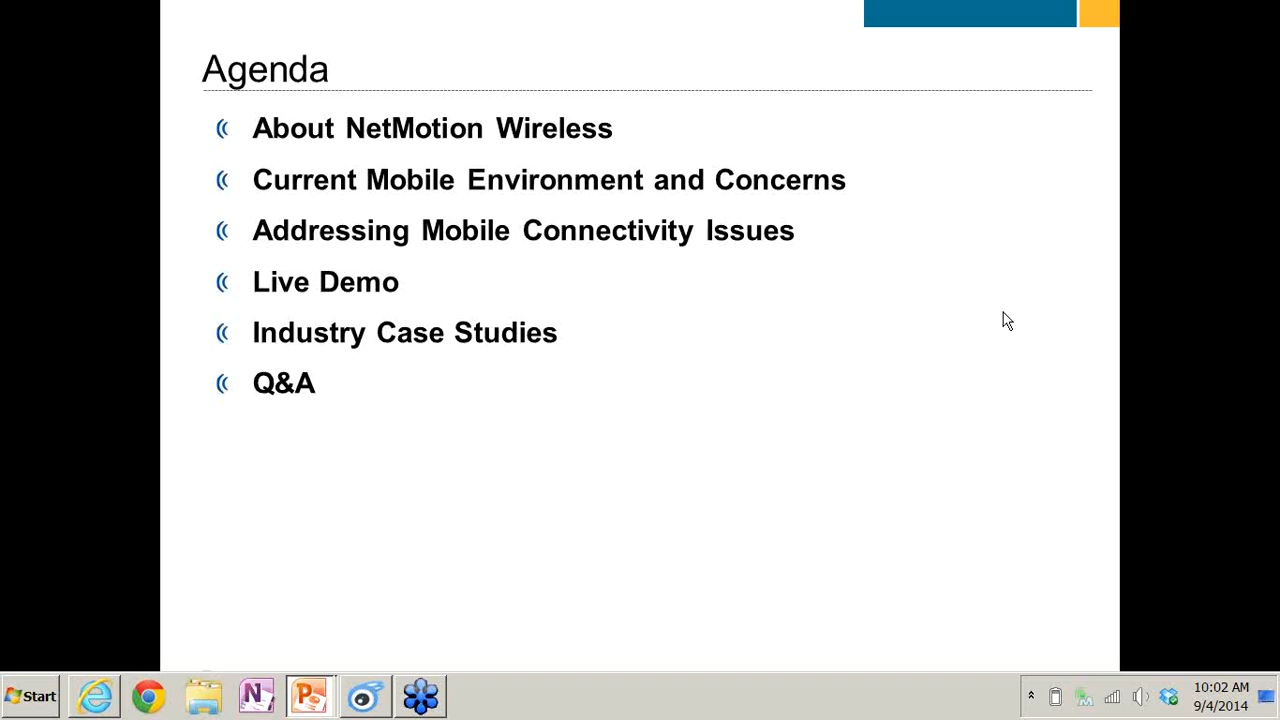 Agenda
About NetMotion Wireless
Current Mobile Environment and Concerns
Addressing Mobile Connectivity Issues
Live Demo
Industry Case Studies
Q&A
Start
10:02 AM
9/4/2014